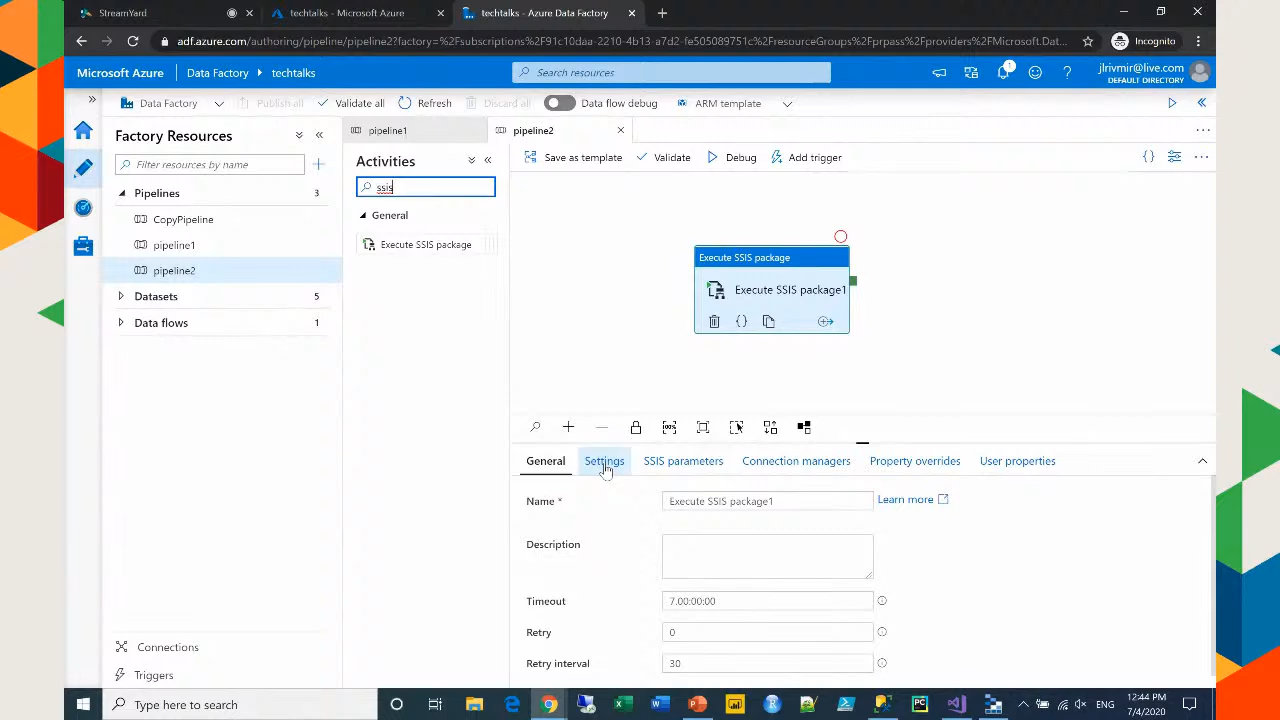 StreamYard
techtalks - Microsoft Azure
techtalks - Azure Data Factory
adf.azure.com/authoring/pipeline/pipeline2?factory=%2Fsubscriptions%2F91c10daa-2210-4b13-a7d2-fe505089751c%2FresourceGroups%2Fprpass%2Fproviders%2FMicrosoft.Dat...
Incognito
Microsoft Azure
Data Factory
techtalks
Search resources
1
jlrivmir@live.com
DEFAULT DIRECTORY
Data Factory
Publish all
Validate all
Refresh
Discard all
Data flow debug
ARM template
Factory Resources
Filter resources by name
Pipelines 3
CopyPipeline
pipeline1
pipeline2
Datasets 5
Data flows 1
Connections
Triggers
pipeline1
pipeline2
Activities
ssis
General
Execute SSIS package
Save as template
Validate
Debug
Add trigger
Execute SSIS package
Execute SSIS package1
100%
General
Settings
SSIS parameters
Connection managers
Property overrides
User properties
Name *
Execute SSIS package1
Learn more
Description
Timeout
7.00:00:00
Retry
0
Retry interval
30
Type here to search
ENG
12:44 PM
7/4/2020